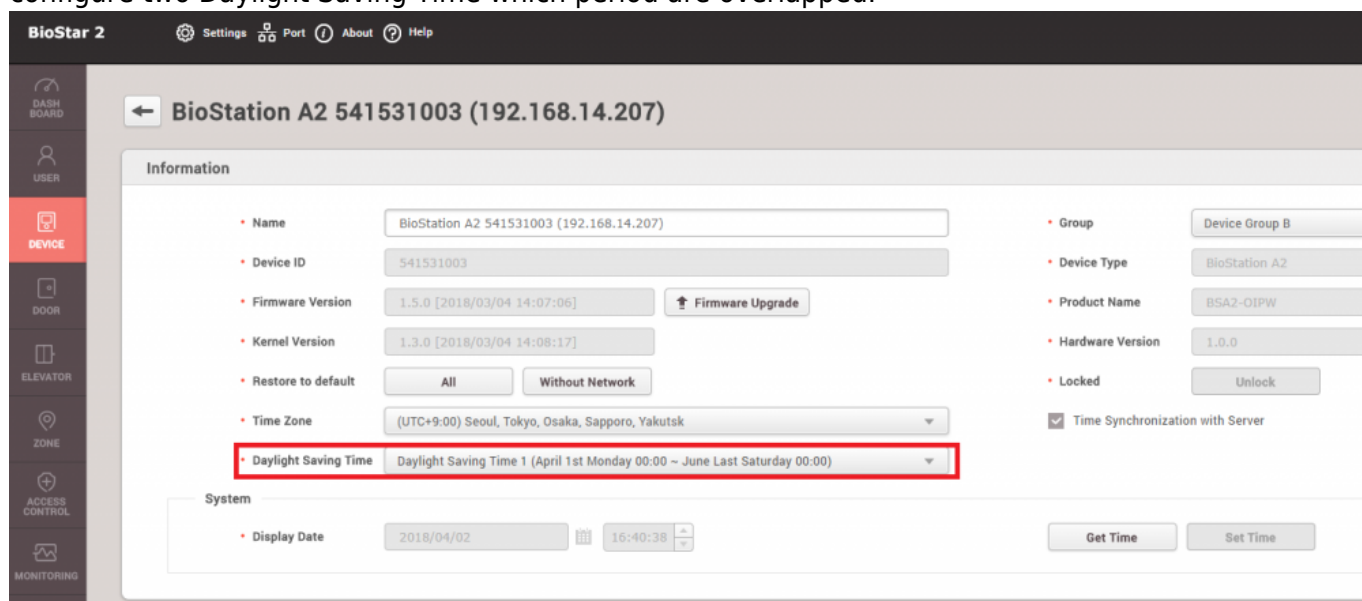 configure two Daylight Saving Time which period are overlapped.
BioStar 2 Settings Port About Help
DASH
BOARD
BioStation A2 541531003 (192.168.14.207)
USER
Information
DEVICE
Name BioStation A2 541531003 (192.168.14.207) Group Device Group B
Device ID 541531003 Device Type BioStation A2
DOOR
Firmware Version 1.5.0 [2018/03/04 14:07:06] Firmware Upgrade Product Name BSA2-OIPW
Kernel Version 1.3.0 [2018/03/04 14:08:17] Hardware Version 1.0.0
ELEVATOR
Restore to default All Without Network Locked Unlock
Time Zone (UTC+9:00) Seoul, Tokyo, Osaka, Sapporo, Yakutsk Time Synchronization with Server
ZONE
Daylight Saving Time Daylight Saving Time 1 (April 1st Monday 00:00 ~ June Last Saturday 00:00)
ACCESS
CONTROL
System
Display Date 2018/04/02 16:40:38 Get Time Set Time
MONITORING